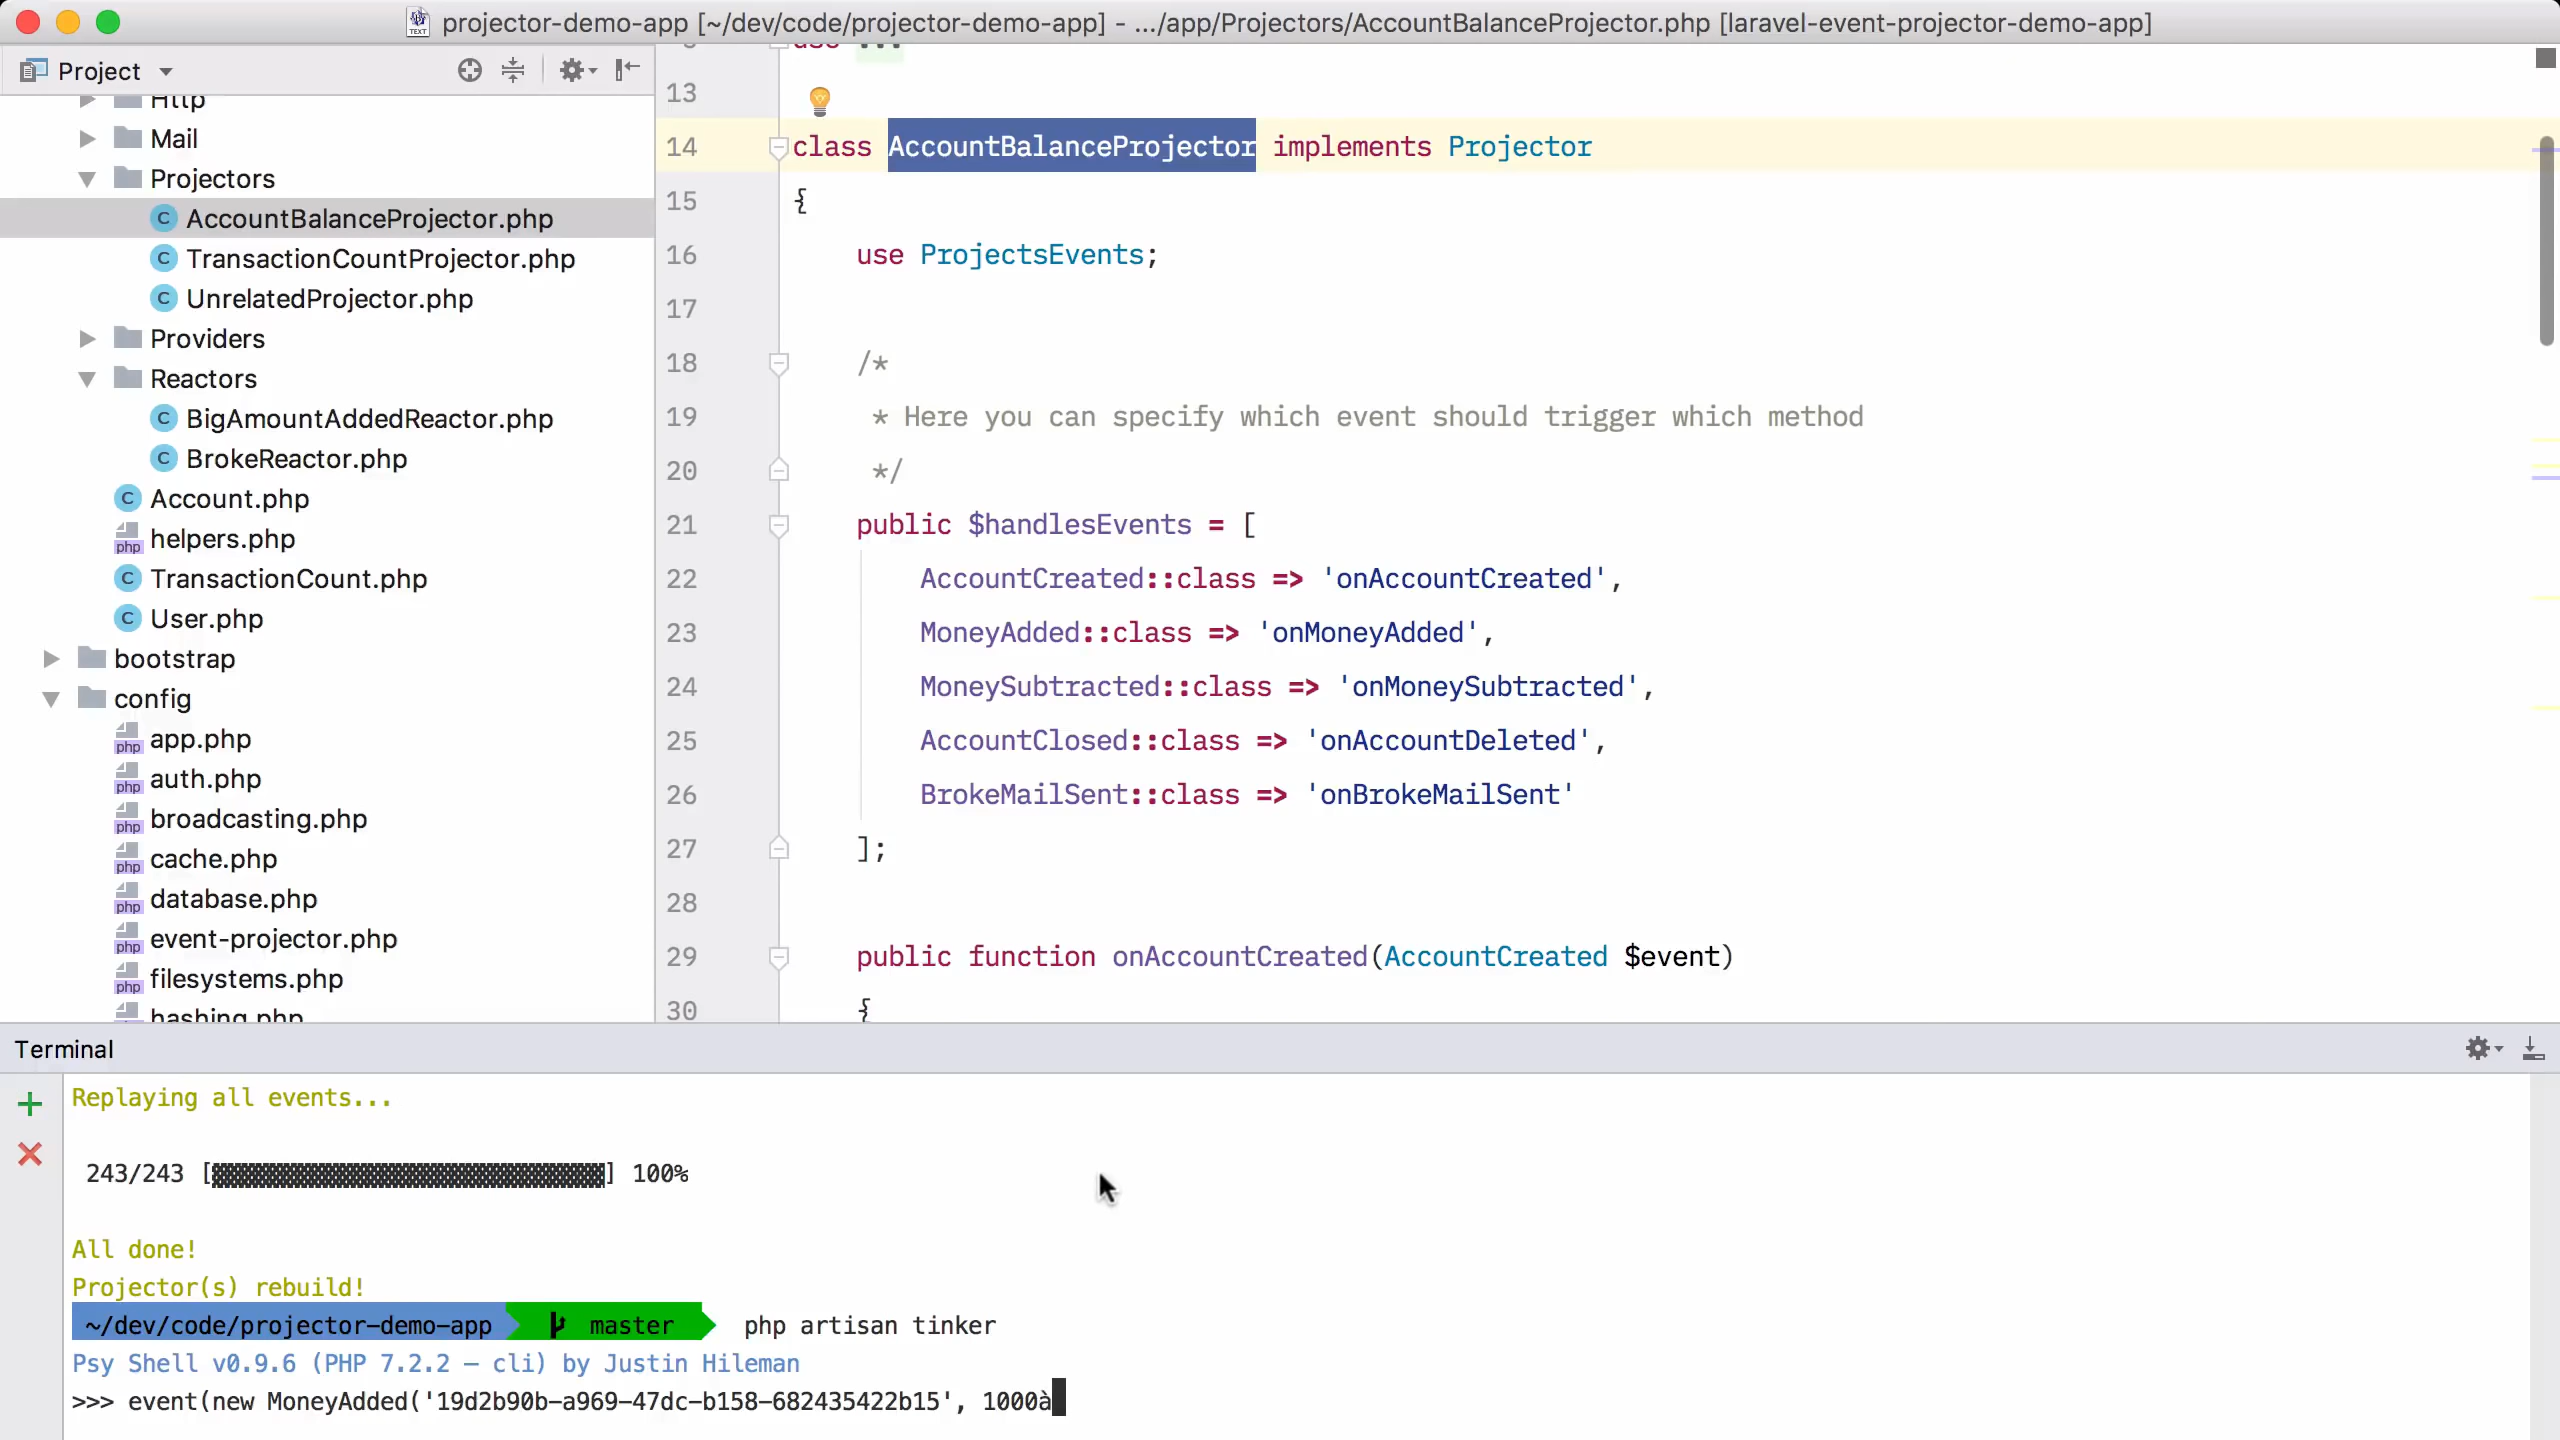 projector-demo-app [~/dev/code/projector-demo-app] - .../app/Projectors/AccountBalanceProjector.php [laravel-event-projector-demo-app]
Project
Http
Mail
Projectors
AccountBalanceProjector.php
TransactionCountProjector.php
UnrelatedProjector.php
Providers
Reactors
BigAmountAddedReactor.php
BrokeReactor.php
Account.php
helpers.php
TransactionCount.php
User.php
bootstrap
config
app.php
auth.php
broadcasting.php
cache.php
database.php
event-projector.php
filesystems.php
hashing.php
use ...
13
14 class AccountBalanceProjector implements Projector
15 {
16 use ProjectsEvents;
17
18 /*
19 * Here you can specify which event should trigger which method
20 */
21 public $handlesEvents = [
22 AccountCreated::class => 'onAccountCreated',
23 MoneyAdded::class => 'onMoneyAdded',
24 MoneySubtracted::class => 'onMoneySubtracted',
25 AccountClosed::class => 'onAccountDeleted',
26 BrokeMailSent::class => 'onBrokeMailSent'
27 ];
28
29 public function onAccountCreated(AccountCreated $event)
30 {
Terminal
Replaying all events...
243/243 [▓▓▓▓▓▓▓▓▓▓▓▓▓▓▓▓▓▓▓▓▓▓▓▓▓▓▓▓] 100%
All done!
Projector(s) rebuild!
~/dev/code/projector-demo-app master php artisan tinker
Psy Shell v0.9.6 (PHP 7.2.2 — cli) by Justin Hileman
>>> event(new MoneyAdded('19d2b90b-a969-47dc-b158-682435422b15', 1000à